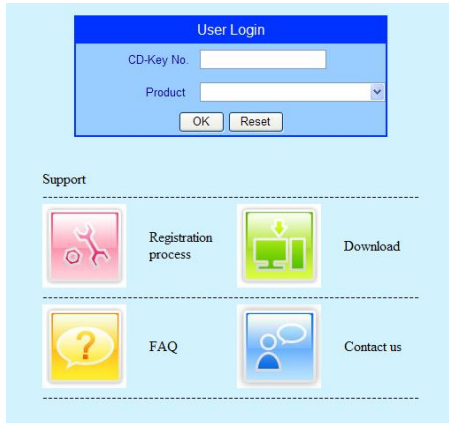 User Login
CD-Key No.
Product
OK Reset
Support
Registration
process
Download
?
FAQ
Contact us